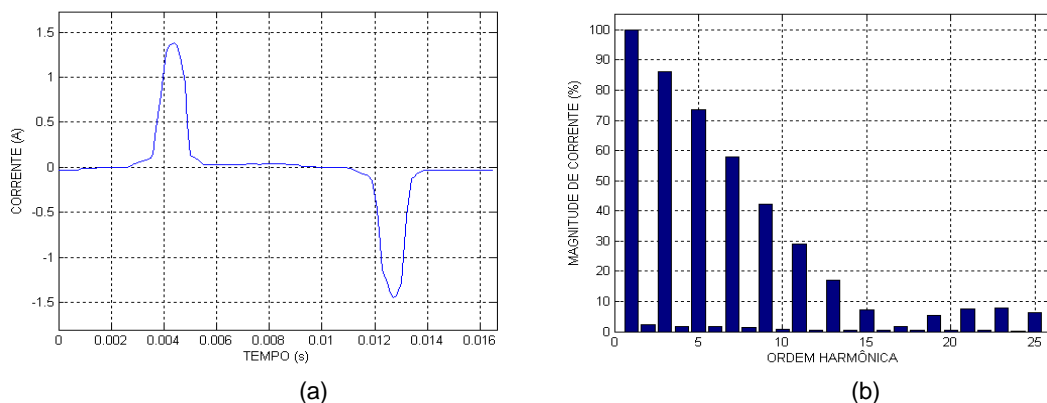 CORRENTE (A)
1.5
1
0.5
0
-0.5
-1
-1.5
0 0.002 0.004 0.006 0.008 0.01 0.012 0.014 0.016
TEMPO (s)
(a)
MAGNITUDE DE CORRENTE (%)
100
90
80
70
60
50
40
30
20
10
0
0 5 10 15 20 25
ORDEM HARMÔNICA
(b)